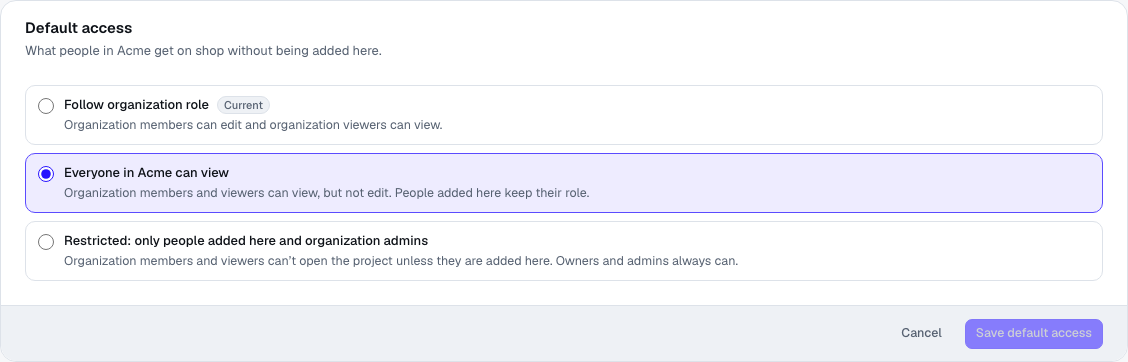 Default access
What people in Acme get on shop without being added here.
Follow organization role Current
Organization members can edit and organization viewers can view.
Everyone in Acme can view
Organization members and viewers can view, but not edit. People added here keep their role.
Restricted: only people added here and organization admins
Organization members and viewers can’t open the project unless they are added here. Owners and admins always can.
Cancel Save default access